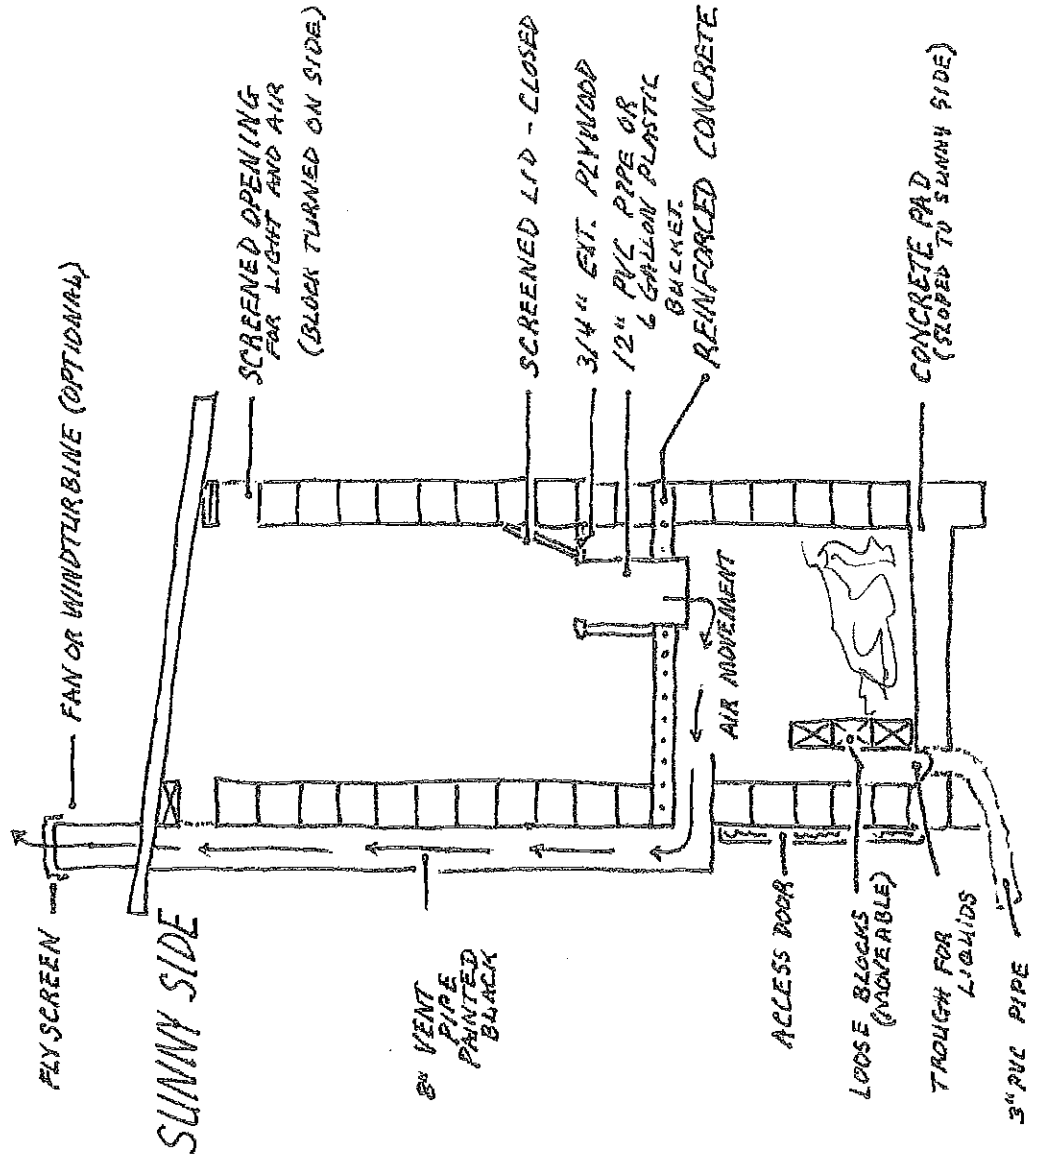 FLYSCREEN
FAN OR WINDTURBINE (OPTIONAL)
SUNNY SIDE
SCREENED OPENING
FOR LIGHT AND AIR
(BLOCK TURNED ON SIDE)
8" VENT
PIPE
PAINTED
BLACK
SCREENED LID - CLOSED
3/4" EXT. PLYWOOD
12" PVC PIPE OR
6 GALLON PLASTIC
BUCKET.
REINFORCED CONCRETE
AIR MOVEMENT
ACCESS DOOR
LOOSE BLOCKS
(MOVEABLE)
TROUGH FOR
LIQUIDS
3" PVC PIPE
CONCRETE PAD
(SLOPED TO SUNNY SIDE)